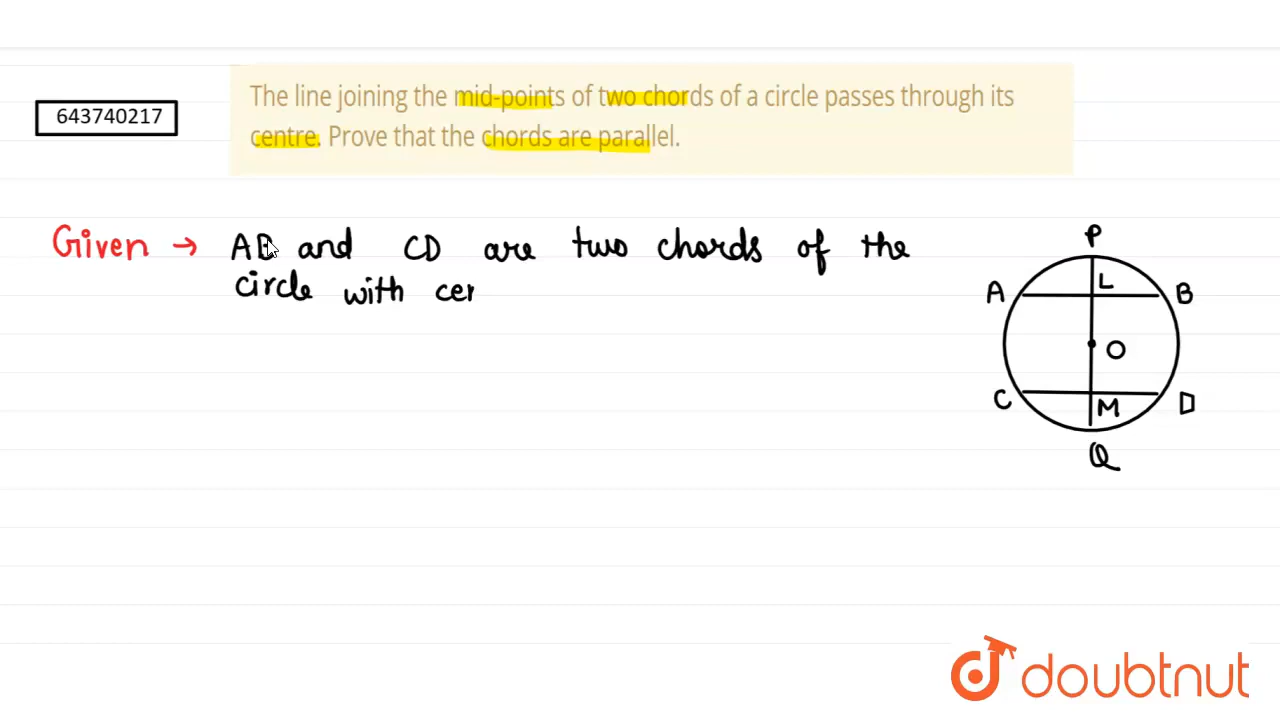 643740217
The line joining the mid-points of two chords of a circle passes through its
centre. Prove that the chords are parallel.
Given → AB and CD are two chords of the
circle with cer
P
L
A
B
O
C
M
D
Q
doubtnut